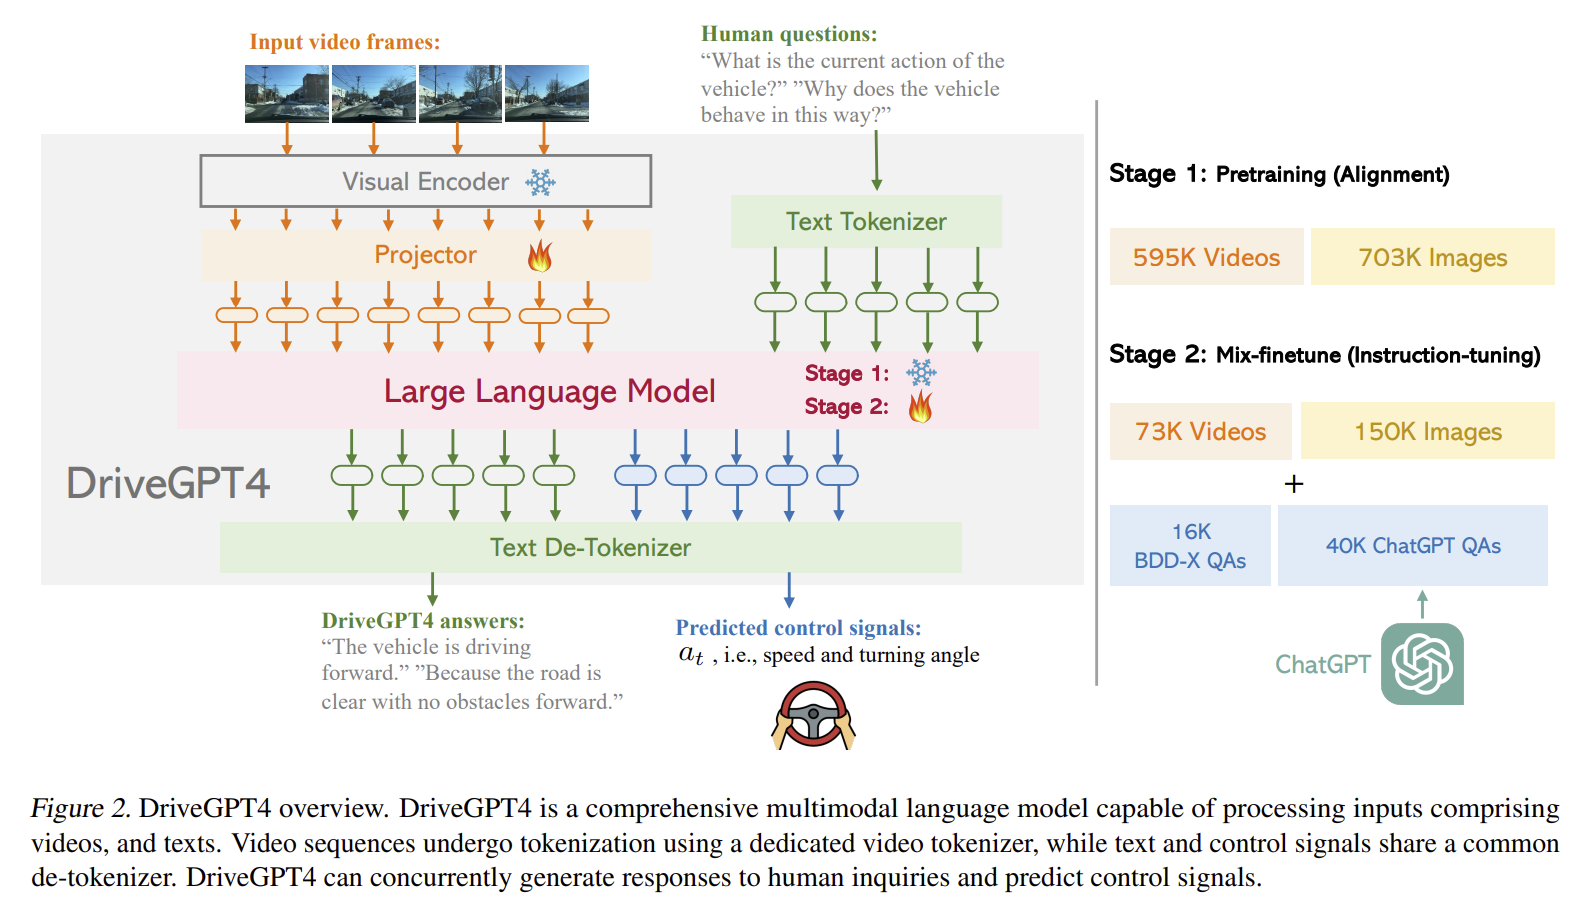 Input video frames:
Human questions:
“What is the current action of the
vehicle?” ”Why does the vehicle
behave in this way?”
Visual Encoder
Projector
Text Tokenizer
Large Language Model
Stage 1:
Stage 2:
DriveGPT4
Text De-Tokenizer
DriveGPT4 answers:
“The vehicle is driving
forward.” ”Because the road is
clear with no obstacles forward.”
Predicted control signals:
a_t , i.e., speed and turning angle
Stage 1: Pretraining (Alignment)
595K Videos
703K Images
Stage 2: Mix-finetune (Instruction-tuning)
73K Videos
150K Images
+
16K
BDD-X QAs
40K ChatGPT QAs
ChatGPT
Figure 2. DriveGPT4 overview. DriveGPT4 is a comprehensive multimodal language model capable of processing inputs comprising
videos, and texts. Video sequences undergo tokenization using a dedicated video tokenizer, while text and control signals share a common
de-tokenizer. DriveGPT4 can concurrently generate responses to human inquiries and predict control signals.